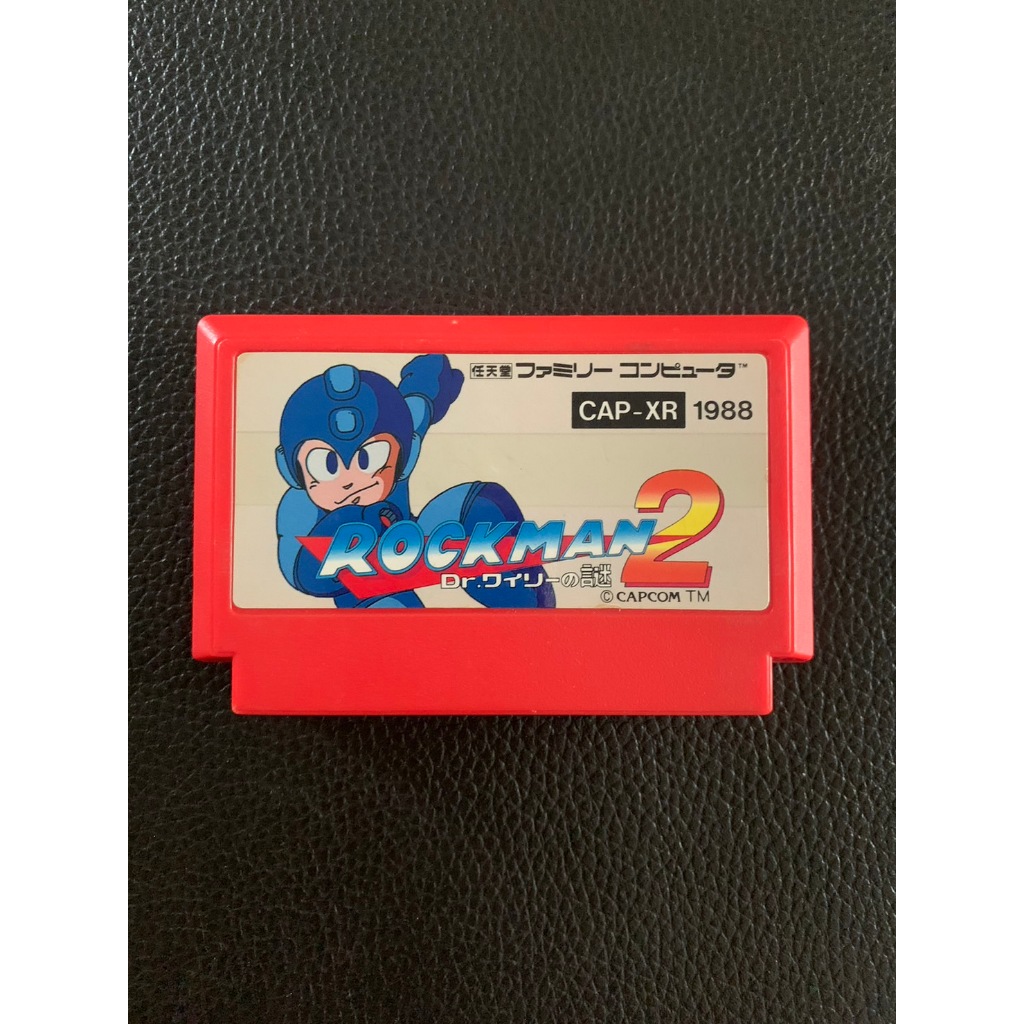 任天堂 ファミリー コンピュータ™
CAP-XR 1988
ROCKMAN 2
Dr.ワイリーの謎
© CAPCOM TM